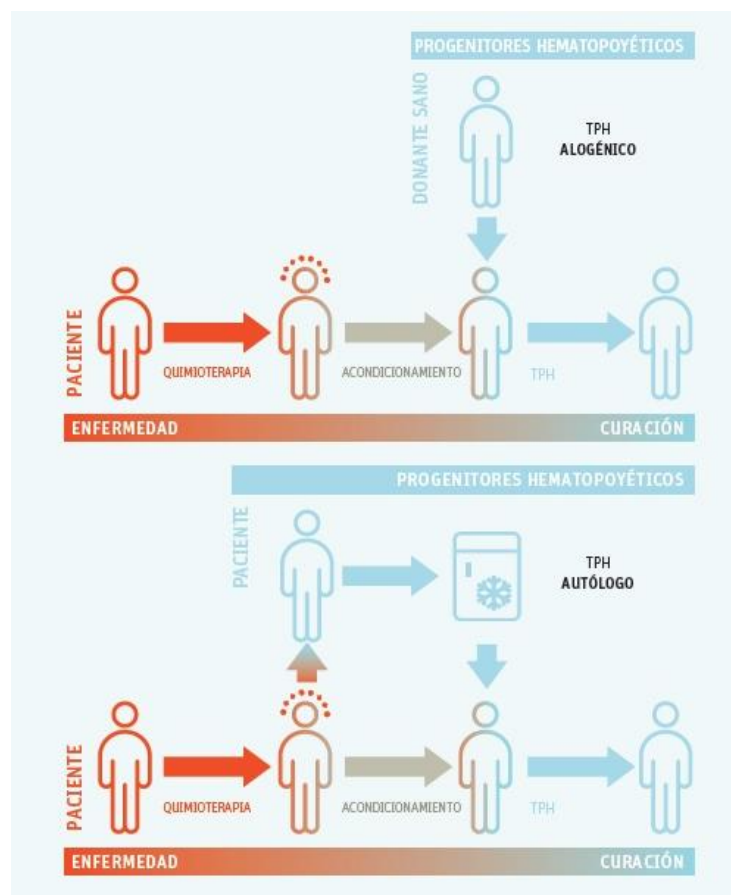 PROGENITORES HEMATOPOYÉTICOS
DONANTE SANO
TPH
ALOGÉNICO
PACIENTE
QUIMIOTERAPIA
ACONDICIONAMIENTO
TPH
ENFERMEDAD
CURACIÓN
PROGENITORES HEMATOPOYÉTICOS
PACIENTE
TPH
AUTÓLOGO
PACIENTE
QUIMIOTERAPIA
ACONDICIONAMIENTO
TPH
ENFERMEDAD
CURACIÓN